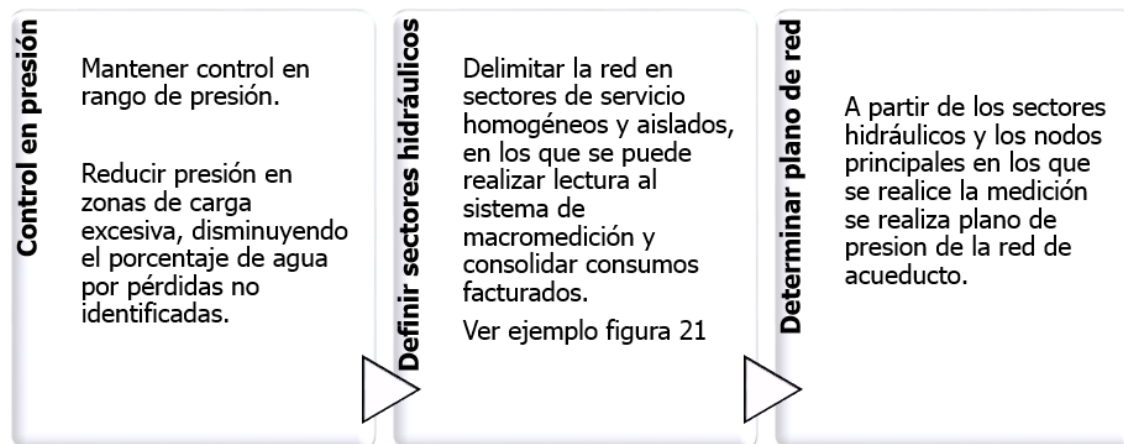 Control en presión
Mantener control en
rango de presión.
Reducir presión en
zonas de carga
excesiva, disminuyendo
el porcentaje de agua
por pérdidas no
identificadas.
Definir sectores hidráulicos
Delimitar la red en
sectores de servicio
homogéneos y aislados,
en los que se puede
realizar lectura al
sistema de
macromedición y
consolidar consumos
facturados.
Ver ejemplo figura 21
Determinar plano de red
A partir de los sectores
hidráulicos y los nodos
principales en los que
se realice la medición
se realiza plano de
presion de la red de
acueducto.